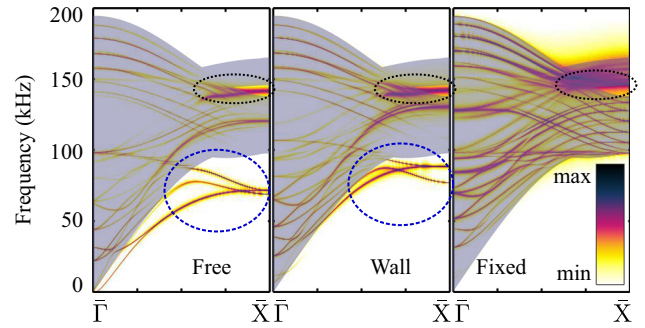 Frequency (kHz)
200
150
100
50
0
Free
Wall
Fixed
max
min
Γ̅
X̅
Γ̅
X̅
Γ̅
X̅